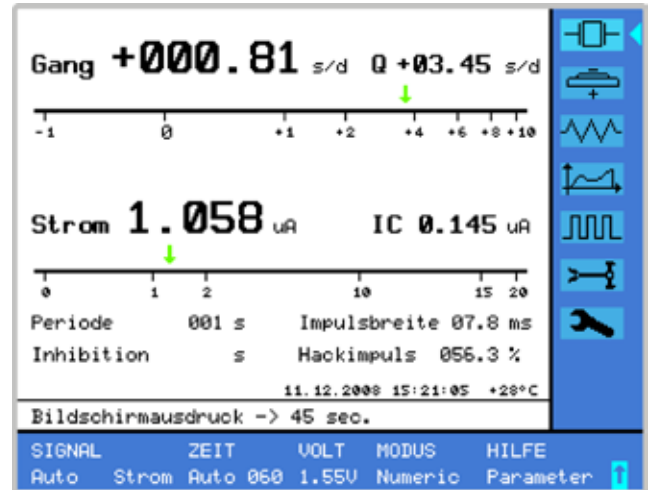 Gang +000.81 s/d Q +03.45 s/d
-1 0 +1 +2 +4 +6 +8 +10
Strom 1.058 uA IC 0.145 uA
0 1 2 10 15 20
Periode 001 s Impulsbreite 07.8 ms
Inhibition s Hackimpuls 056.3 %
11.12.2008 15:21:05 +28°C
Bildschirmausdruck -> 45 sec.
SIGNAL ZEIT VOLT MODUS HILFE
Auto Strom Auto 060 1.55V Numeric Parameter